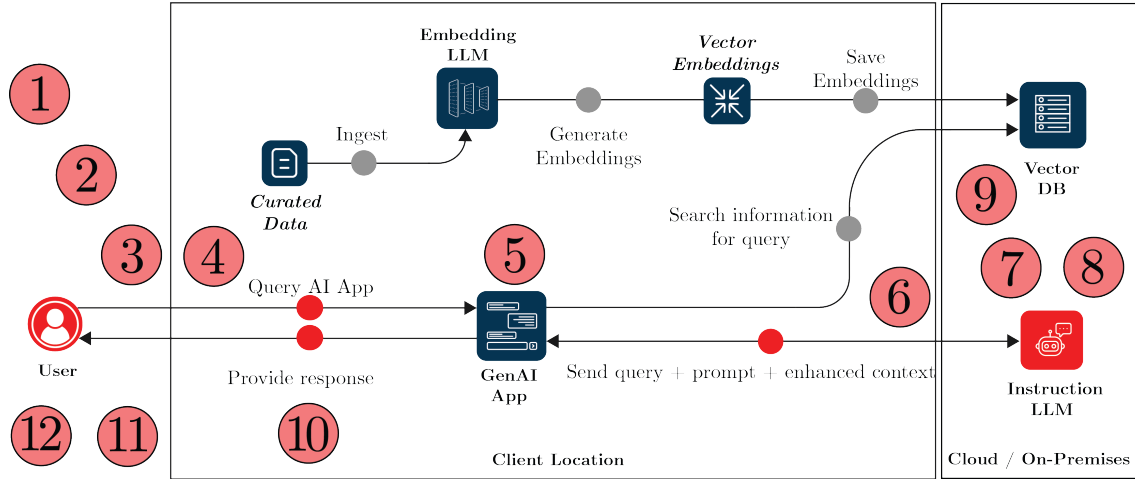 Embedding
LLM
Vector
Embeddings
Save
Embeddings
1
Ingest
Generate
Embeddings
2
Curated
Data
Vector
DB
9
Search information
for query
3
4
5
6
7
8
Query AI App
User
Provide response
GenAI
App
Send query + prompt + enhanced context
Instruction
LLM
12
11
10
Client Location
Cloud / On-Premises